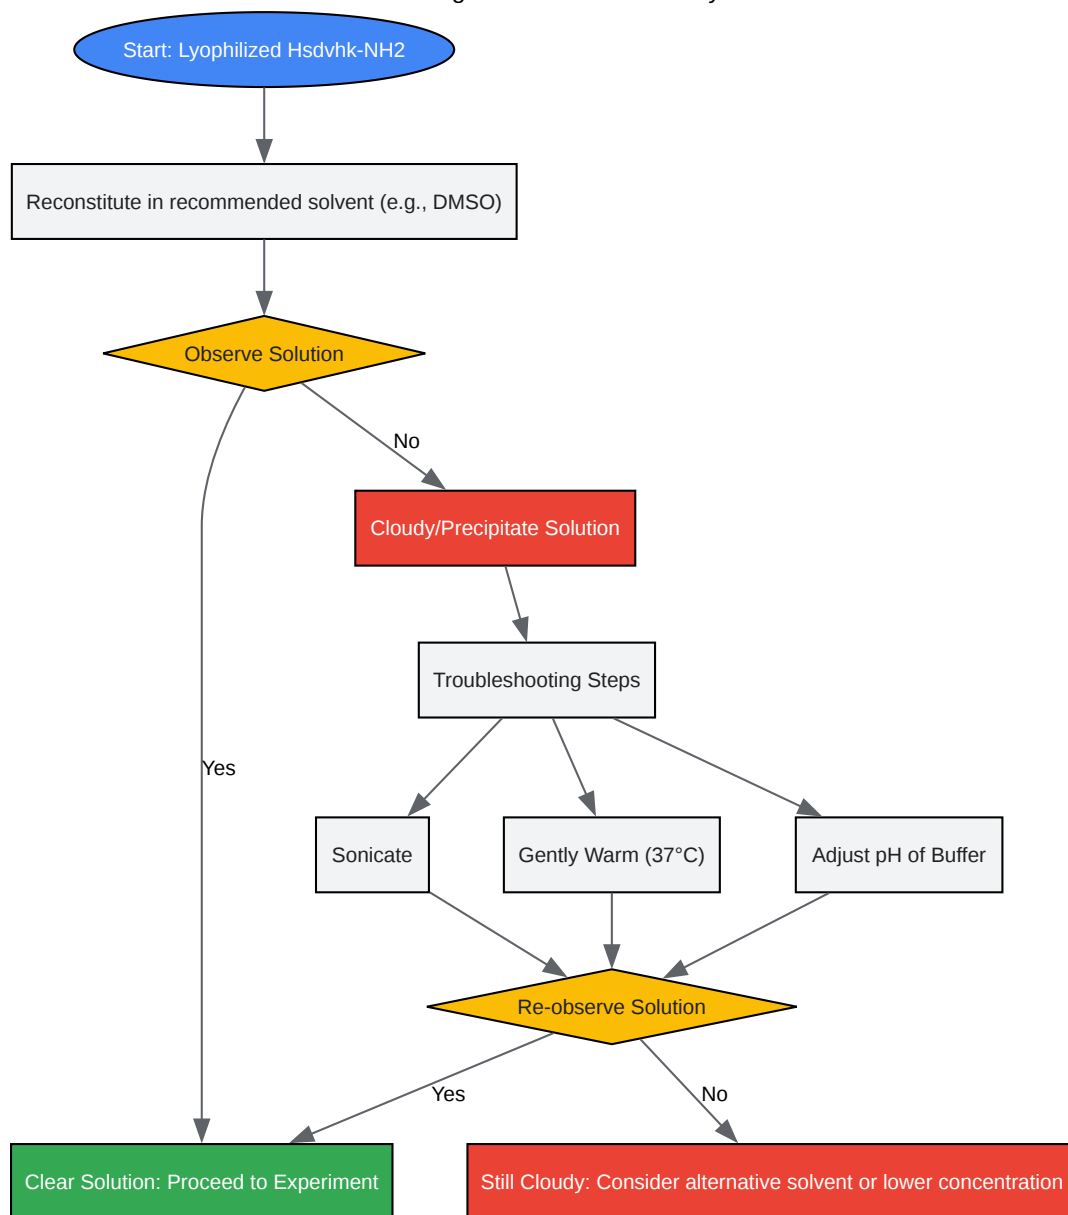 Start: Lyophilized Hsdvhk-NH2
Reconstitute in recommended solvent (e.g., DMSO)
Observe Solution
No
Cloudy/Precipitate Solution
Troubleshooting Steps
Yes
Sonicate
Gently Warm (37°C)
Adjust pH of Buffer
Re-observe Solution
Yes
No
Clear Solution: Proceed to Experiment
Still Cloudy: Consider alternative solvent or lower concentration